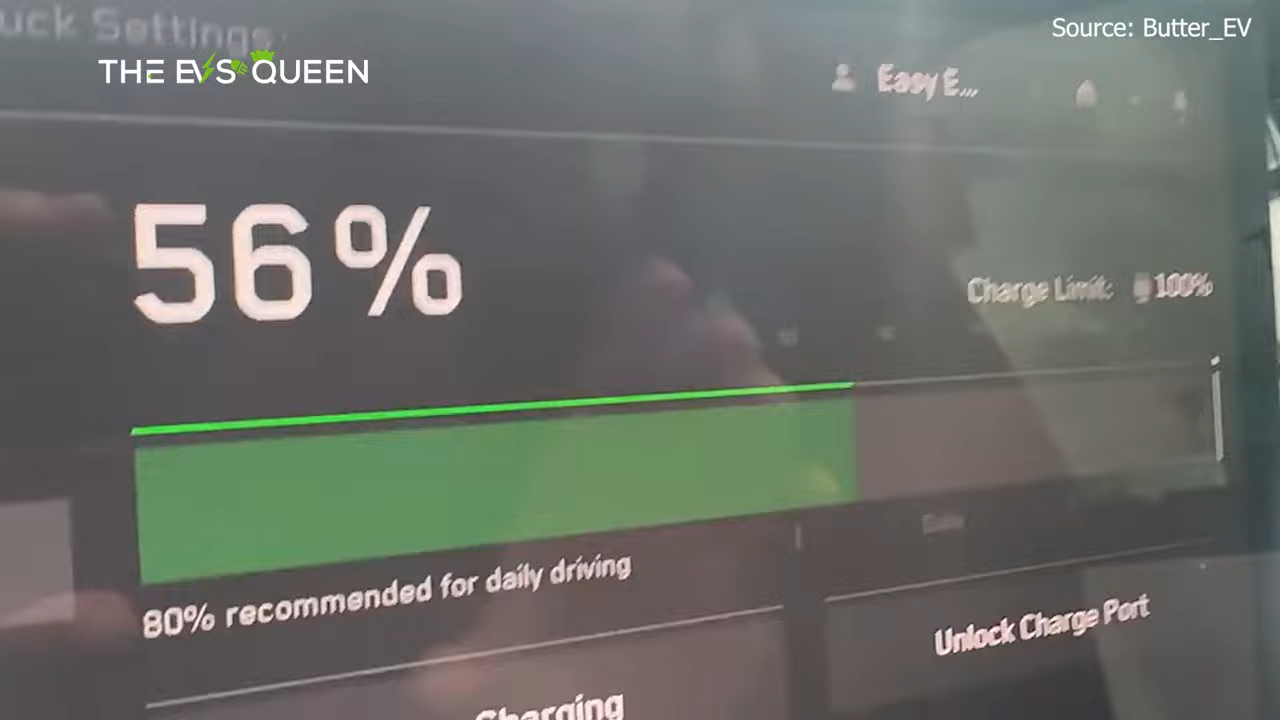 uck Settings
Source: Butter_EV
THE EVS QUEEN
Easy E...
56%
Charge Limit: 100%
80% recommended for daily driving
Unlock Charge Port
Charging